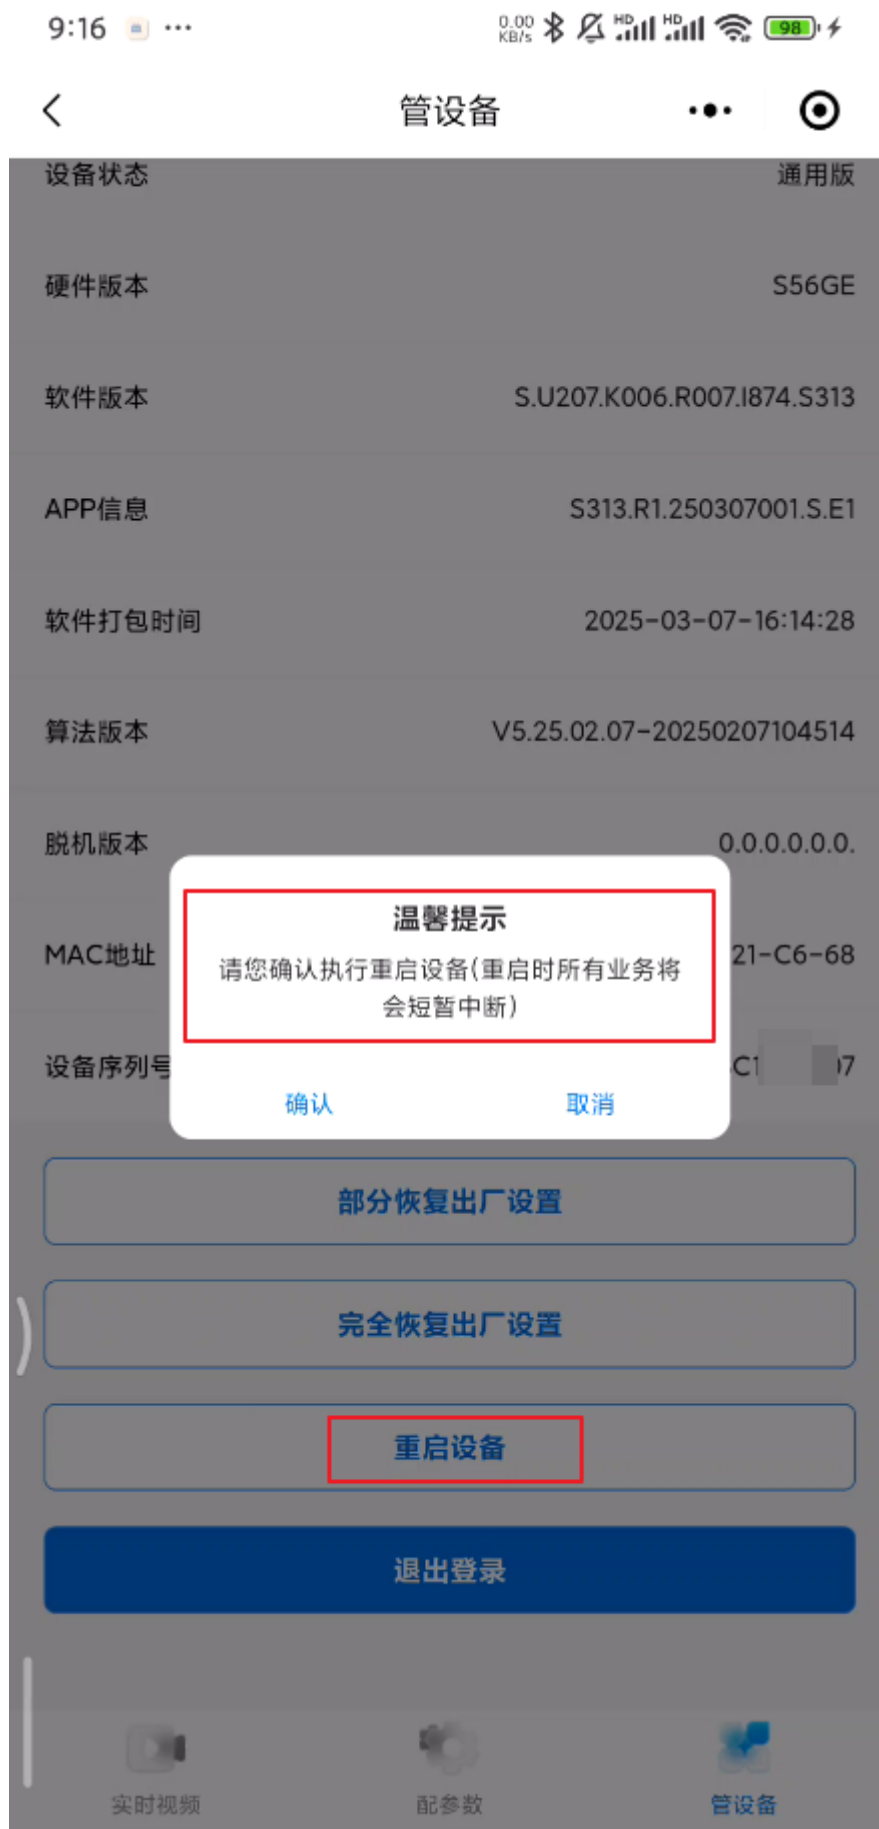 9:16
0.00 KB/s HD HD 98
管设备
设备状态 通用版
硬件版本 S56GE
软件版本 S.U207.K006.R007.I874.S313
APP信息 S313.R1.250307001.S.E1
软件打包时间 2025-03-07-16:14:28
算法版本 V5.25.02.07-20250207104514
脱机版本 0.0.0.0.0.0.
温馨提示
MAC地址 21-C6-68
请您确认执行重启设备(重启时所有业务将
会短暂中断)
设备序列号 C1 07
确认 取消
部分恢复出厂设置
完全恢复出厂设置
重启设备
退出登录
实时视频 配参数 管设备